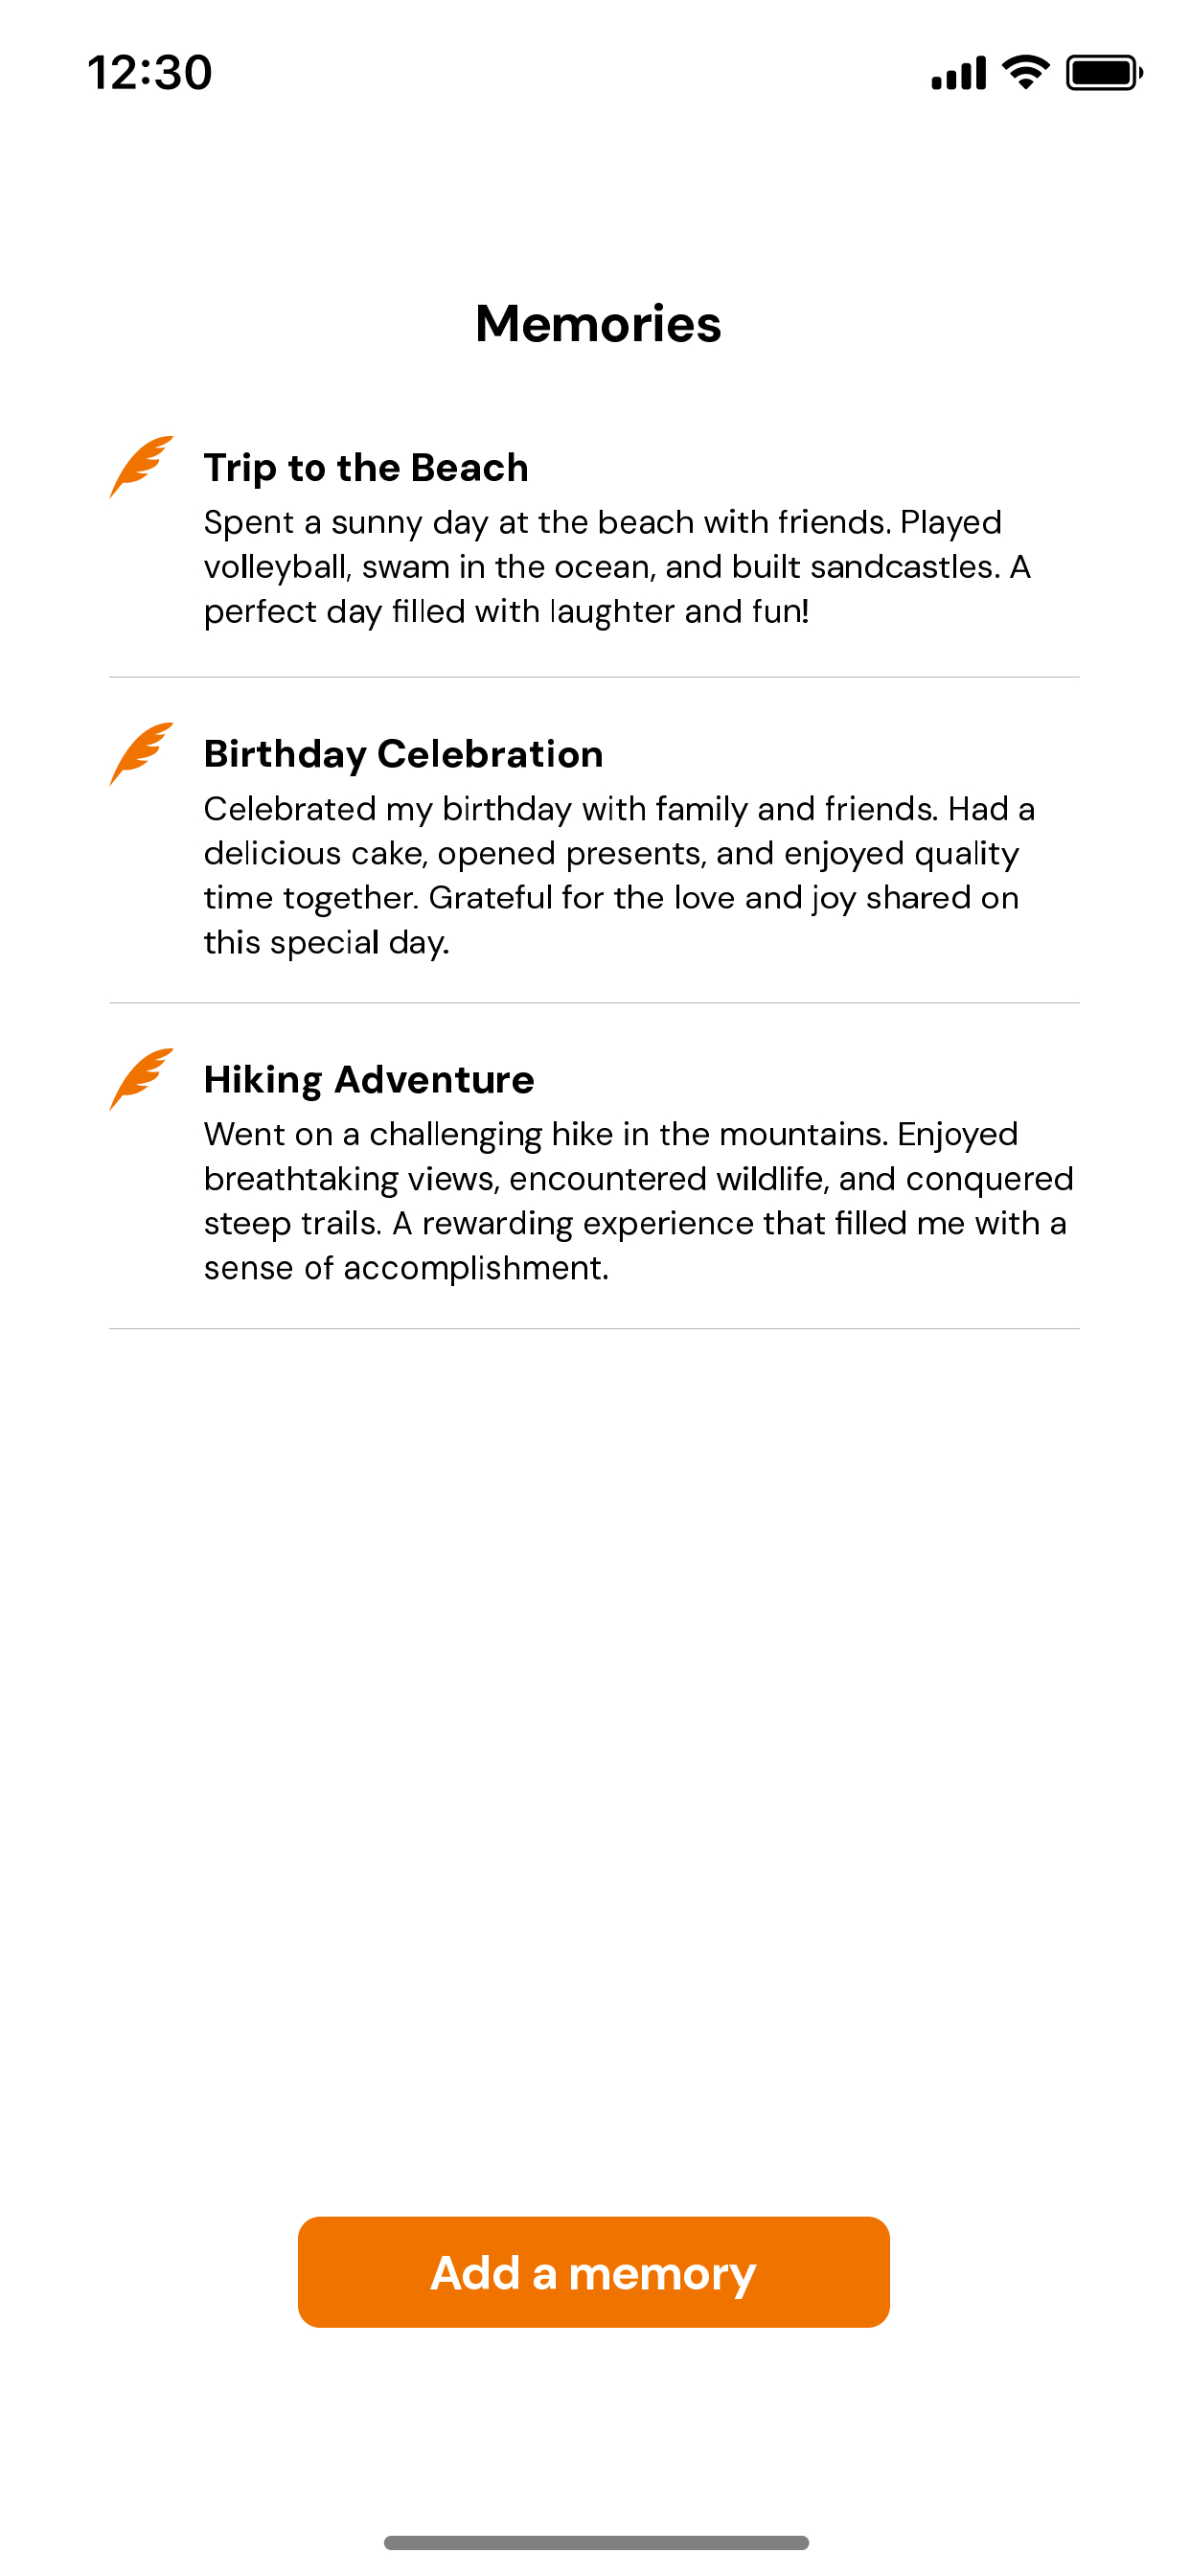 12:30
Memories
Trip to the Beach
Spent a sunny day at the beach with friends. Played
volleyball, swam in the ocean, and built sandcastles. A
perfect day filled with laughter and fun!
Birthday Celebration
Celebrated my birthday with family and friends. Had a
delicious cake, opened presents, and enjoyed quality
time together. Grateful for the love and joy shared on
this special day.
Hiking Adventure
Went on a challenging hike in the mountains. Enjoyed
breathtaking views, encountered wildlife, and conquered
steep trails. A rewarding experience that filled me with a
sense of accomplishment.
Add a memory